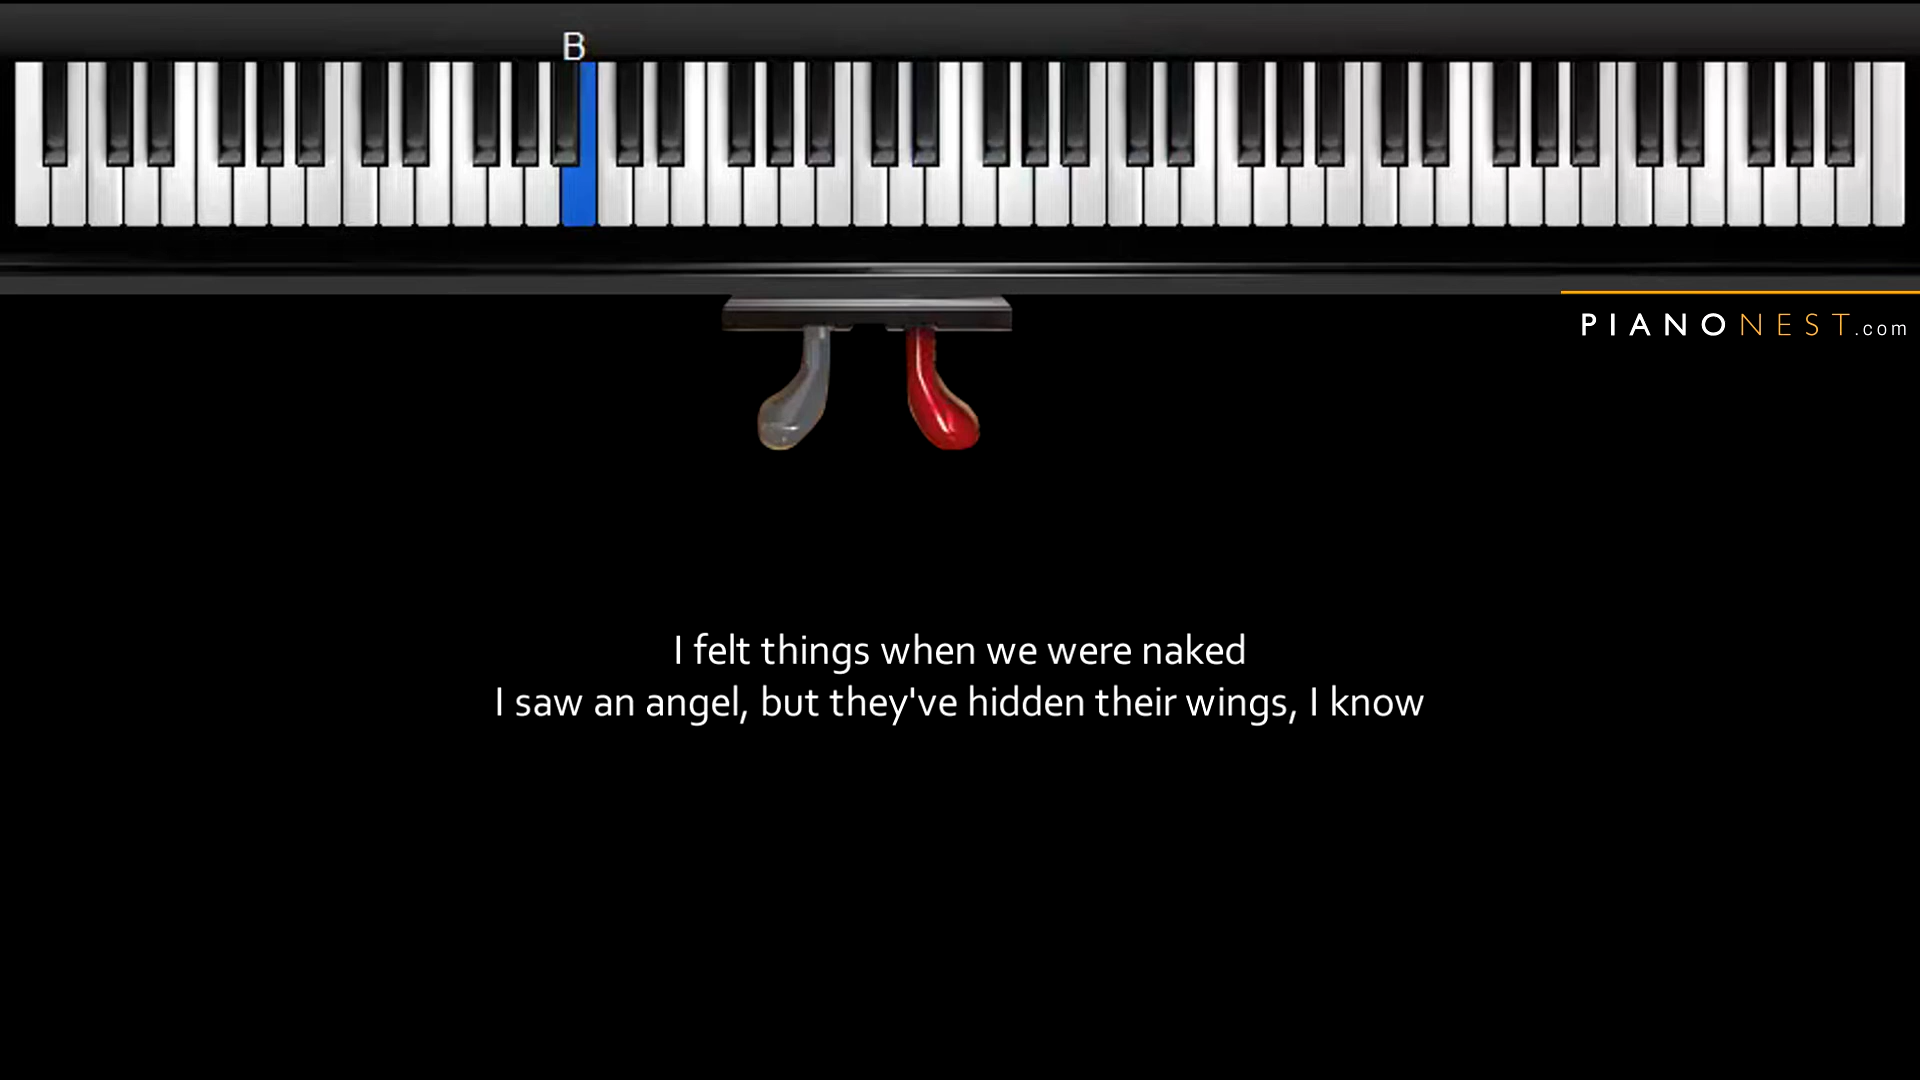 B
PIANONEST.com
I felt things when we were naked
I saw an angel, but they've hidden their wings, I know